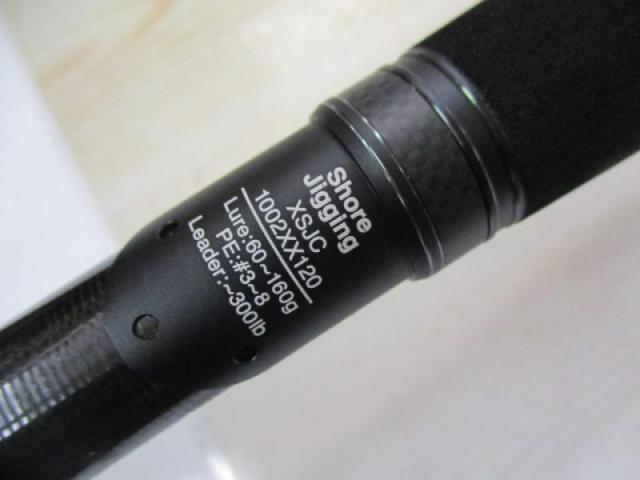 Shore
Jigging
XSJC
1002XX120
Lure:60~160g
PE:#3~8
Leader:~300lb